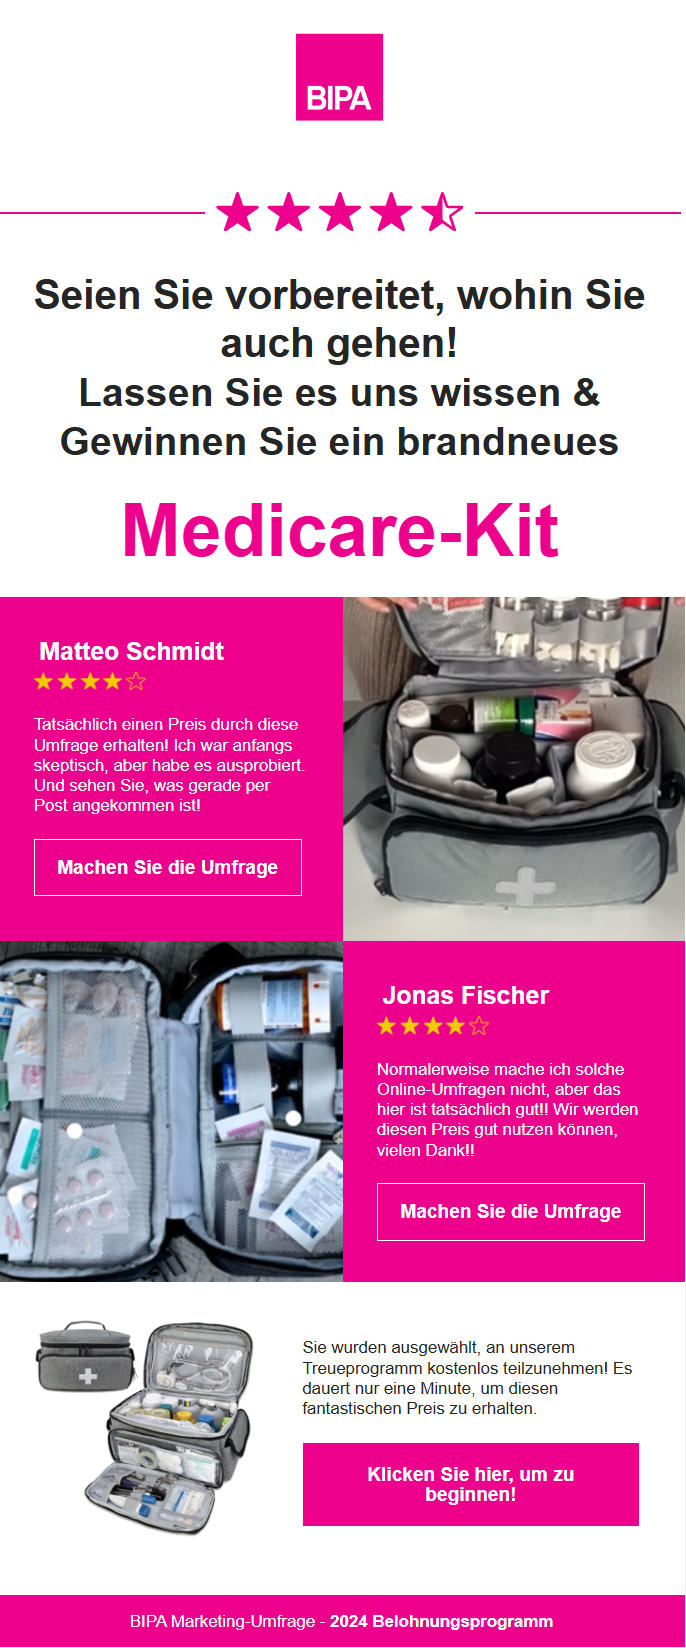 BIPA
Seien Sie vorbereitet, wohin Sie
auch gehen!
Lassen Sie es uns wissen &
Gewinnen Sie ein brandneues
Medicare-Kit
Matteo Schmidt
Tatsächlich einen Preis durch diese
Umfrage erhalten! Ich war anfangs
skeptisch, aber habe es ausprobiert.
Und sehen Sie, was gerade per
Post angekommen ist!
Machen Sie die Umfrage
Jonas Fischer
Normalerweise mache ich solche
Online-Umfragen nicht, aber das
hier ist tatsächlich gut!! Wir werden
diesen Preis gut nutzen können,
vielen Dank!!
Machen Sie die Umfrage
Sie wurden ausgewählt, an unserem
Treueprogramm kostenlos teilzunehmen! Es
dauert nur eine Minute, um diesen
fantastischen Preis zu erhalten.
Klicken Sie hier, um zu
beginnen!
BIPA Marketing-Umfrage - 2024 Belohnungsprogramm